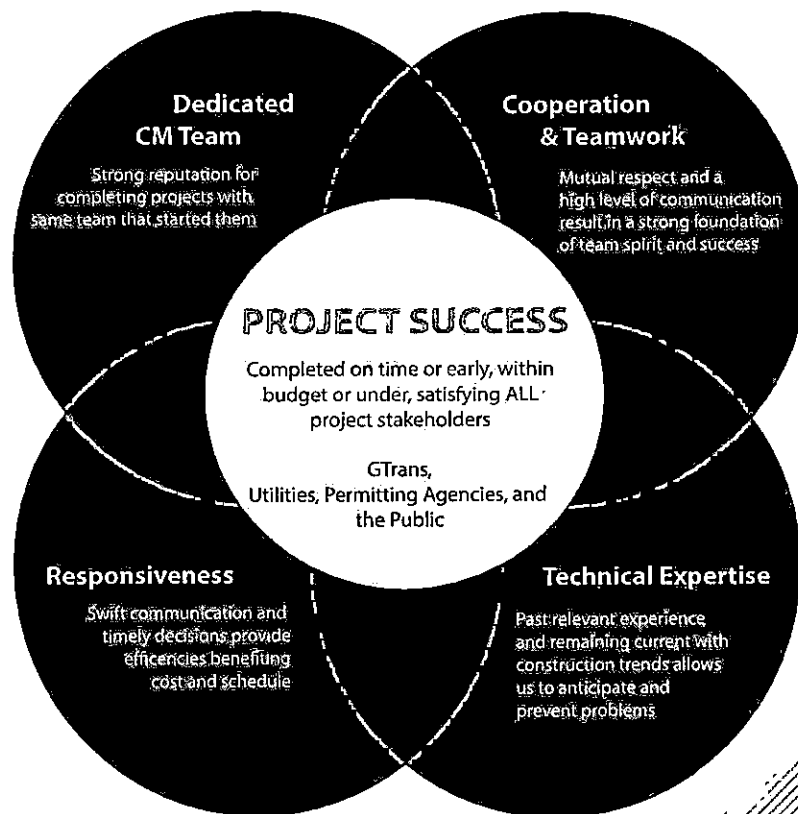 Dedicated
CM Team
Strong reputation for
completing projects with
same team that started them
Cooperation
& Teamwork
Mutual respect and a
high level of communication
result in a strong foundation
of team spirit and success
PROJECT SUCCESS
Completed on time or early, within
budget or under, satisfying ALL
project stakeholders
GTrans,
Utilities, Permitting Agencies, and
the Public
Responsiveness
Swift communication and
timely decisions provide
efficencies benefiting
cost and schedule
Technical Expertise
Past relevant experience
and remaining current with
construction trends allows
us to anticipate and
prevent problems